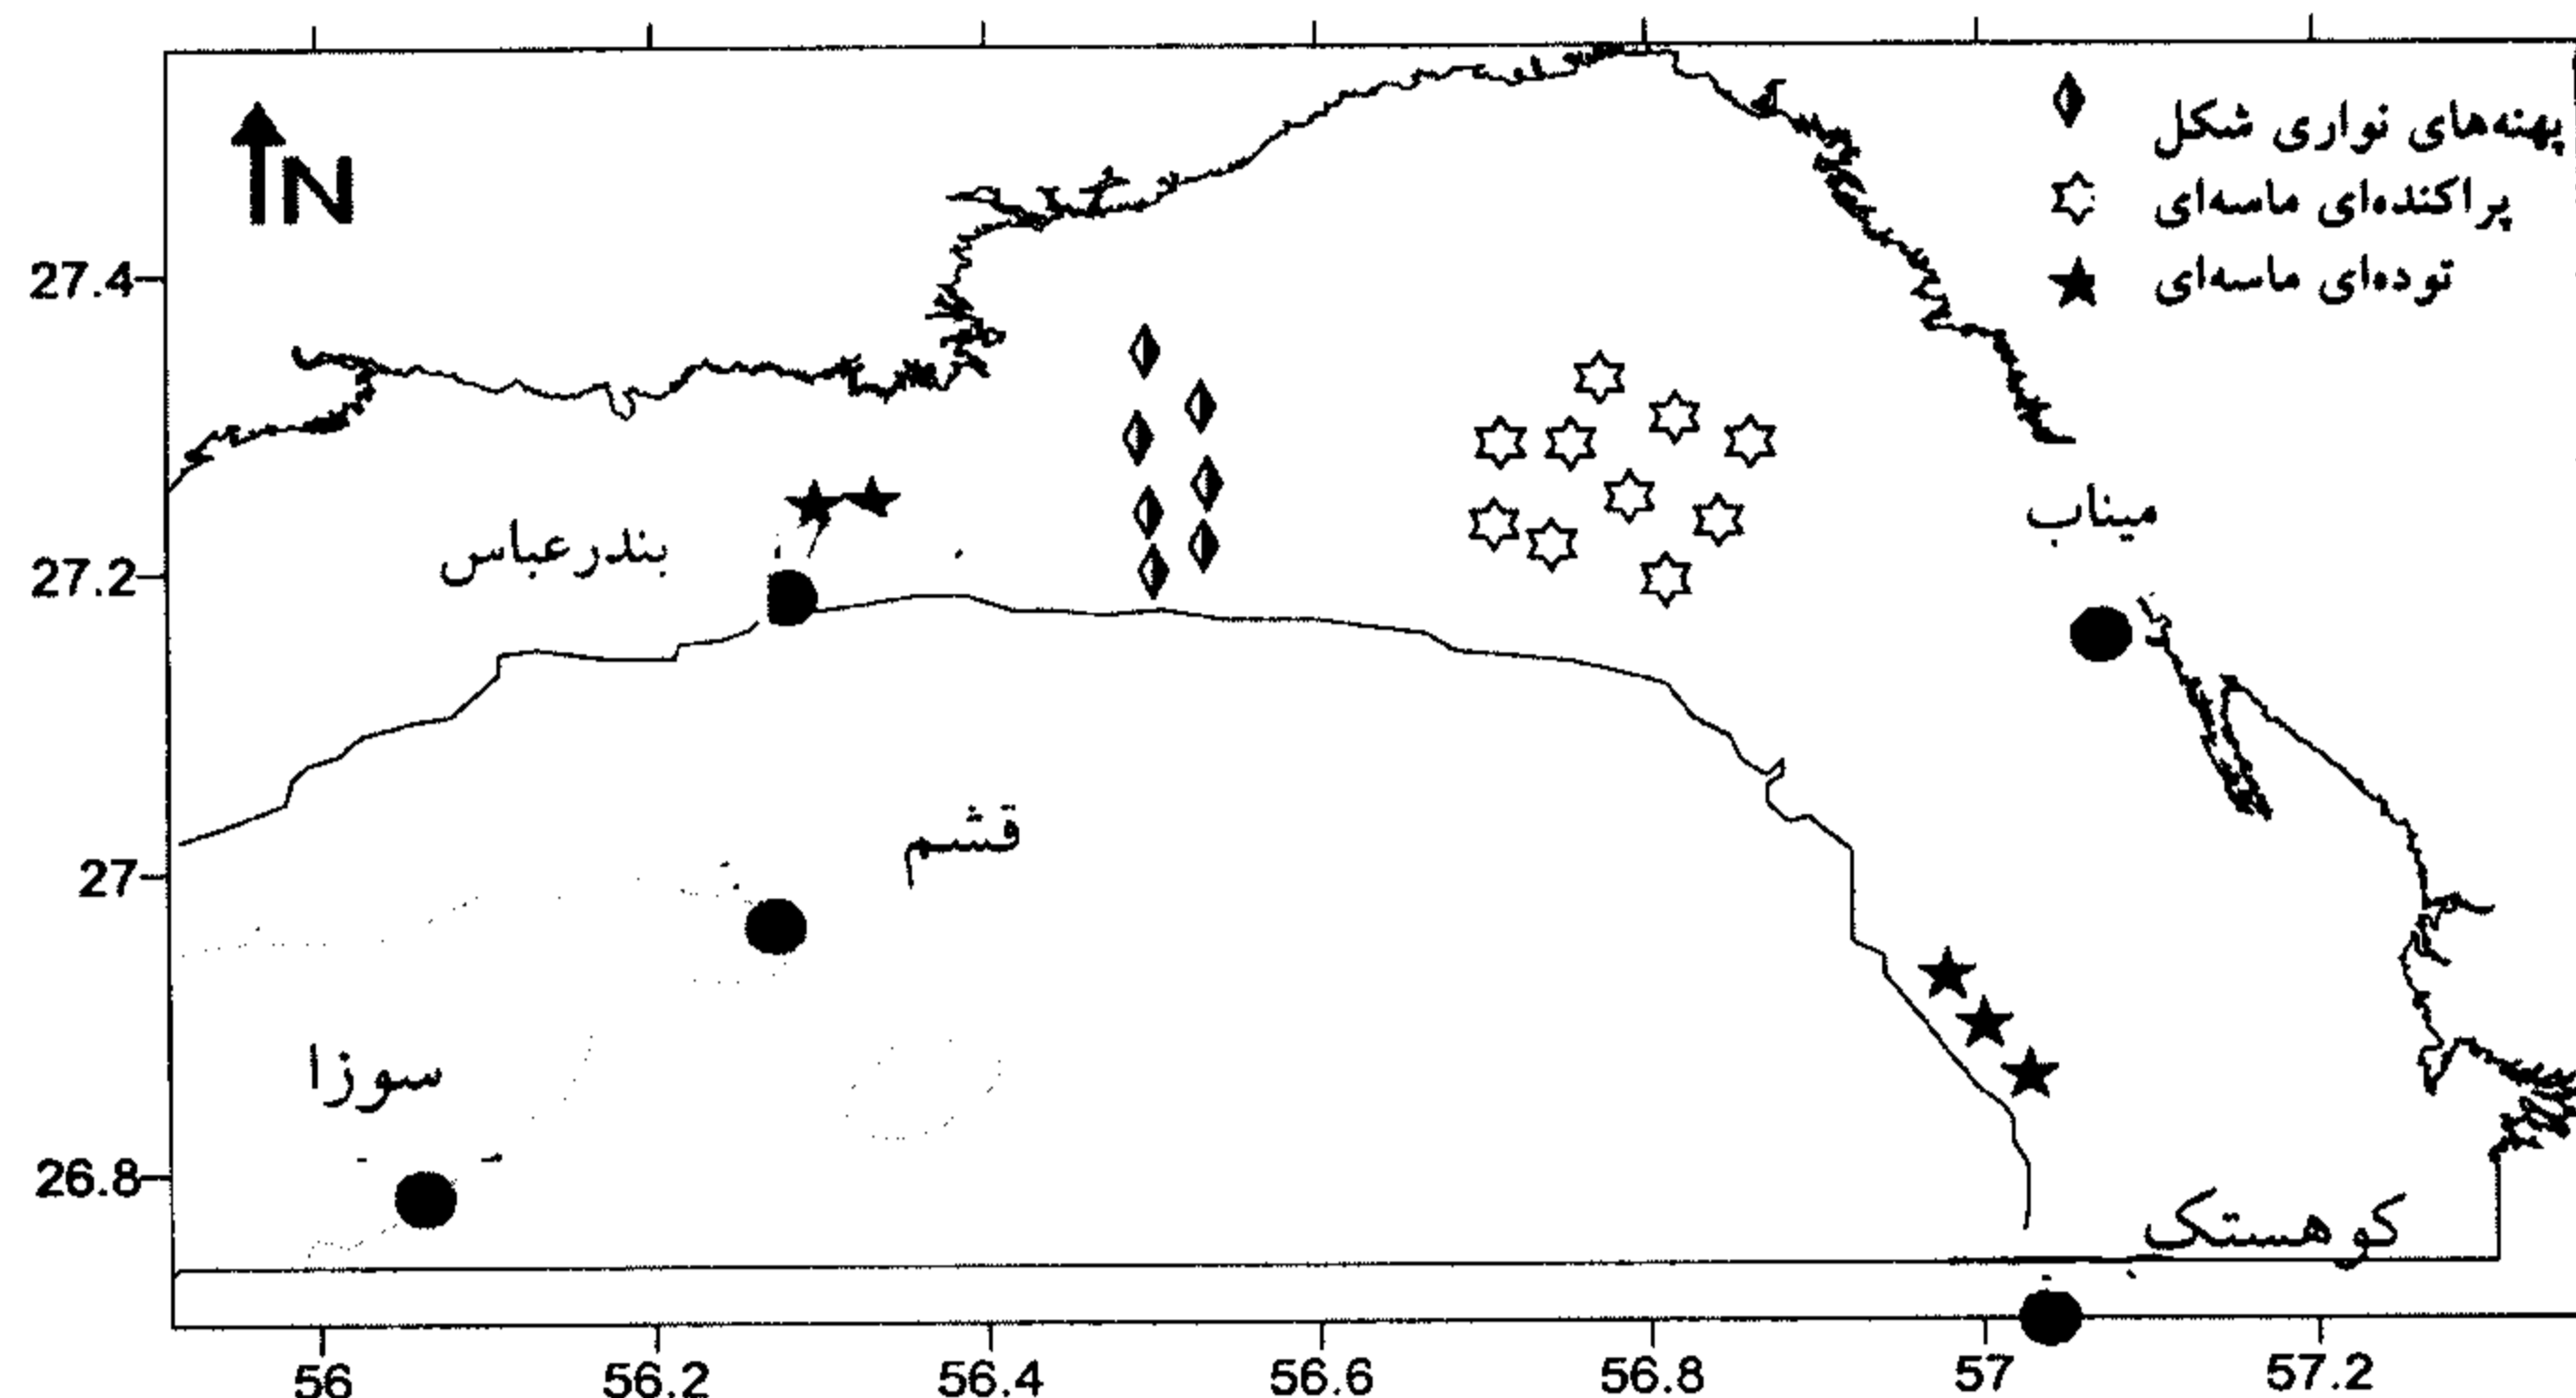 پهنه‌های نواری شکل
N
پراکنده‌ای ماسه‌ای
توده‌ای ماسه‌ای
27.4
میناب
بندرعباس
27.2
قشم
27
سوزا
26.8
کوهستک
56 56.2 56.4 56.6 56.8 57 57.2